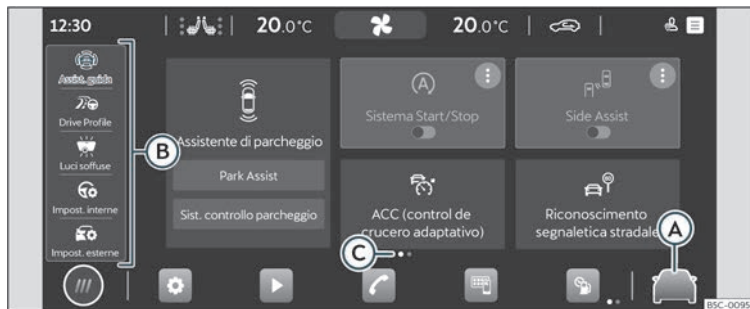 12:30
20.0°C
20.0°C
Assist. guida
Drive Profile
Luci soffuse
Impost. interne
Impost. esterne
B
Assistente di parcheggio
Park Assist
Sist. controllo parcheggio
A
Sistema Start/Stop
Side Assist
ACC (control de
crucero adaptativo)
80
Riconoscimento
segnaletica stradale
A
C
B5C-0095